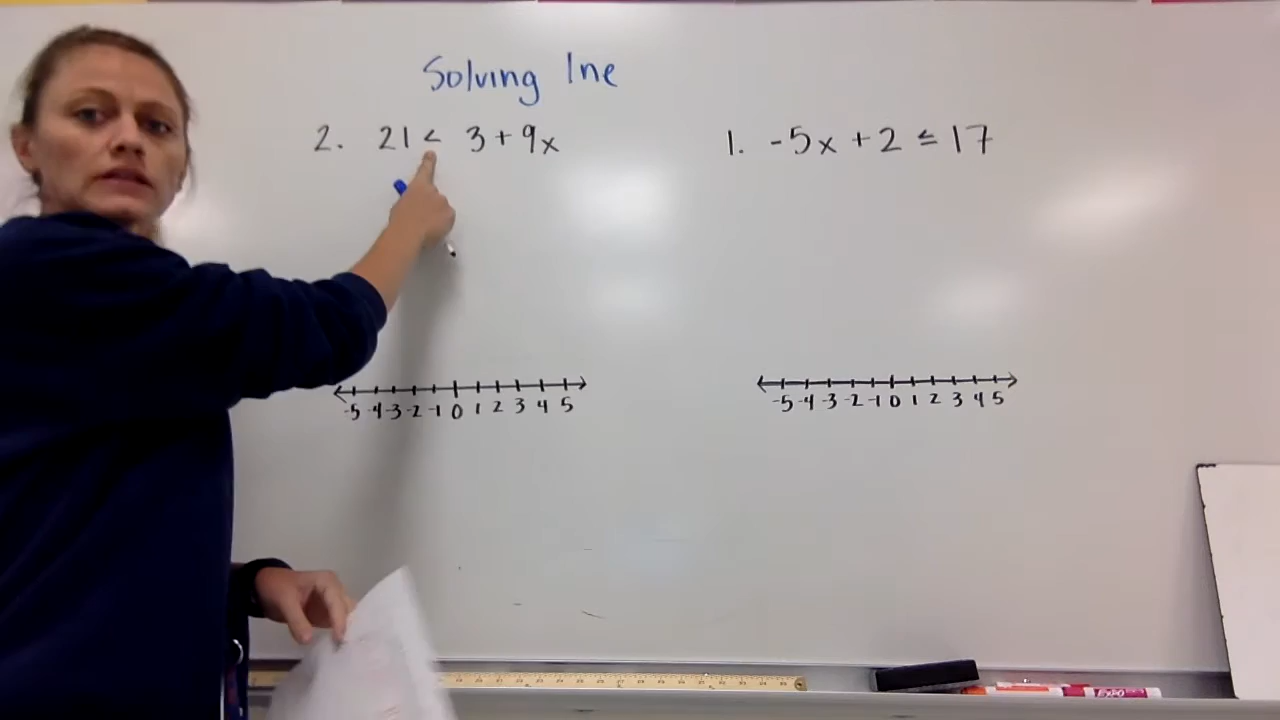 Solving Ine
2. 21 < 3 + 9x
1. -5x + 2 ≤ 17
-5 -4 -3 -2 -1 0 1 2 3 4 5
-5 -4 -3 -2 -1 0 1 2 3 4 5
EXPO